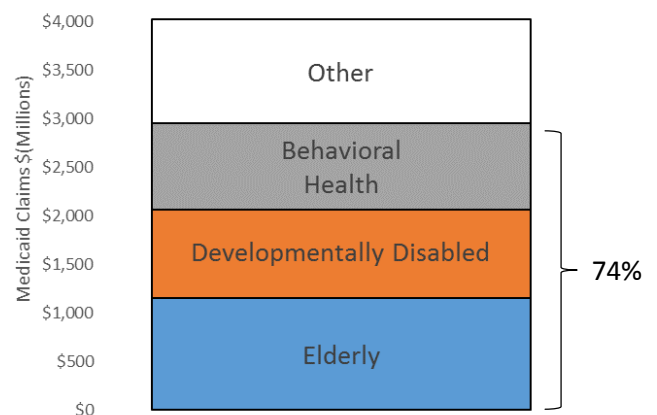 $4,000
$3,500
$3,000
$2,500
$2,000
$1,500
$1,000
$500
$0
Medicaid Claims $(Millions)
Other
Behavioral
Health
Developmentally Disabled
Elderly
74%